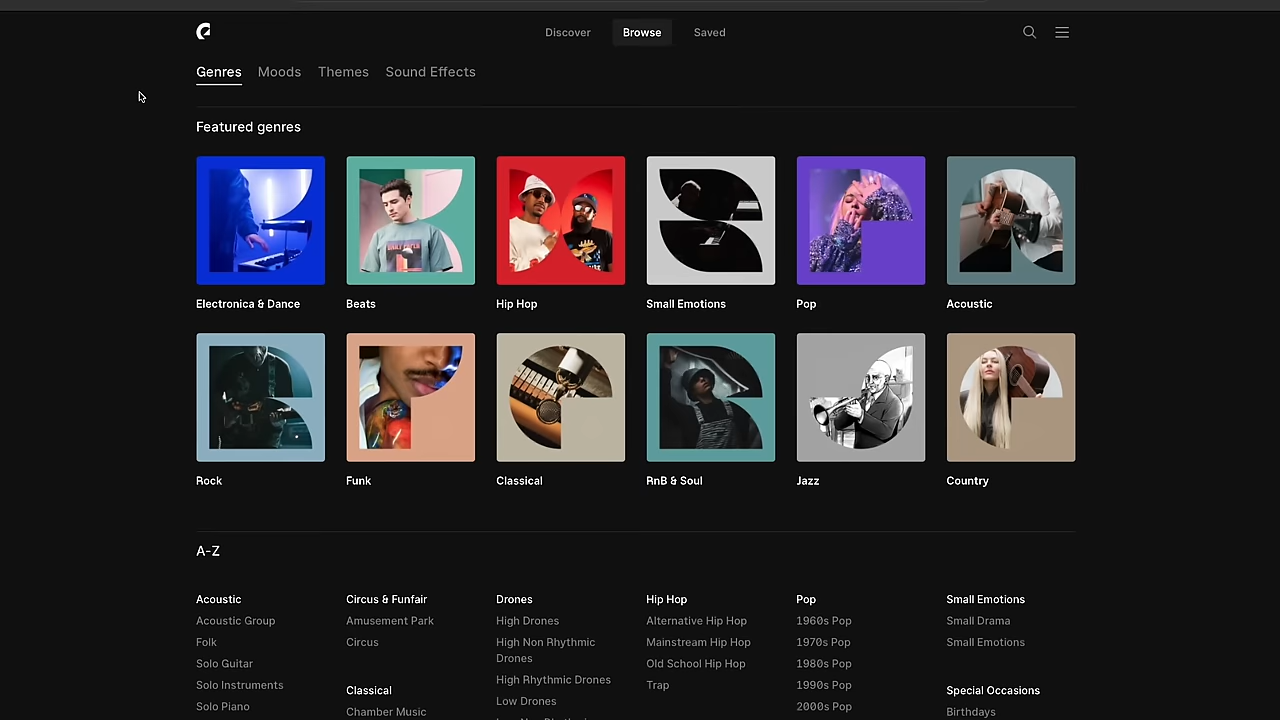 Discover Browse Saved
Genres Moods Themes Sound Effects
Featured genres
Electronica & Dance Beats Hip Hop Small Emotions Pop Acoustic
Rock Funk Classical RnB & Soul Jazz Country
A-Z
Acoustic
Acoustic Group
Folk
Solo Guitar
Solo Instruments
Solo Piano
Circus & Funfair
Amusement Park
Circus
Classical
Chamber Music
Drones
High Drones
High Non Rhythmic
Drones
High Rhythmic Drones
Low Drones
Hip Hop
Alternative Hip Hop
Mainstream Hip Hop
Old School Hip Hop
Trap
Pop
1960s Pop
1970s Pop
1980s Pop
1990s Pop
2000s Pop
Small Emotions
Small Drama
Small Emotions
Special Occasions
Birthdays